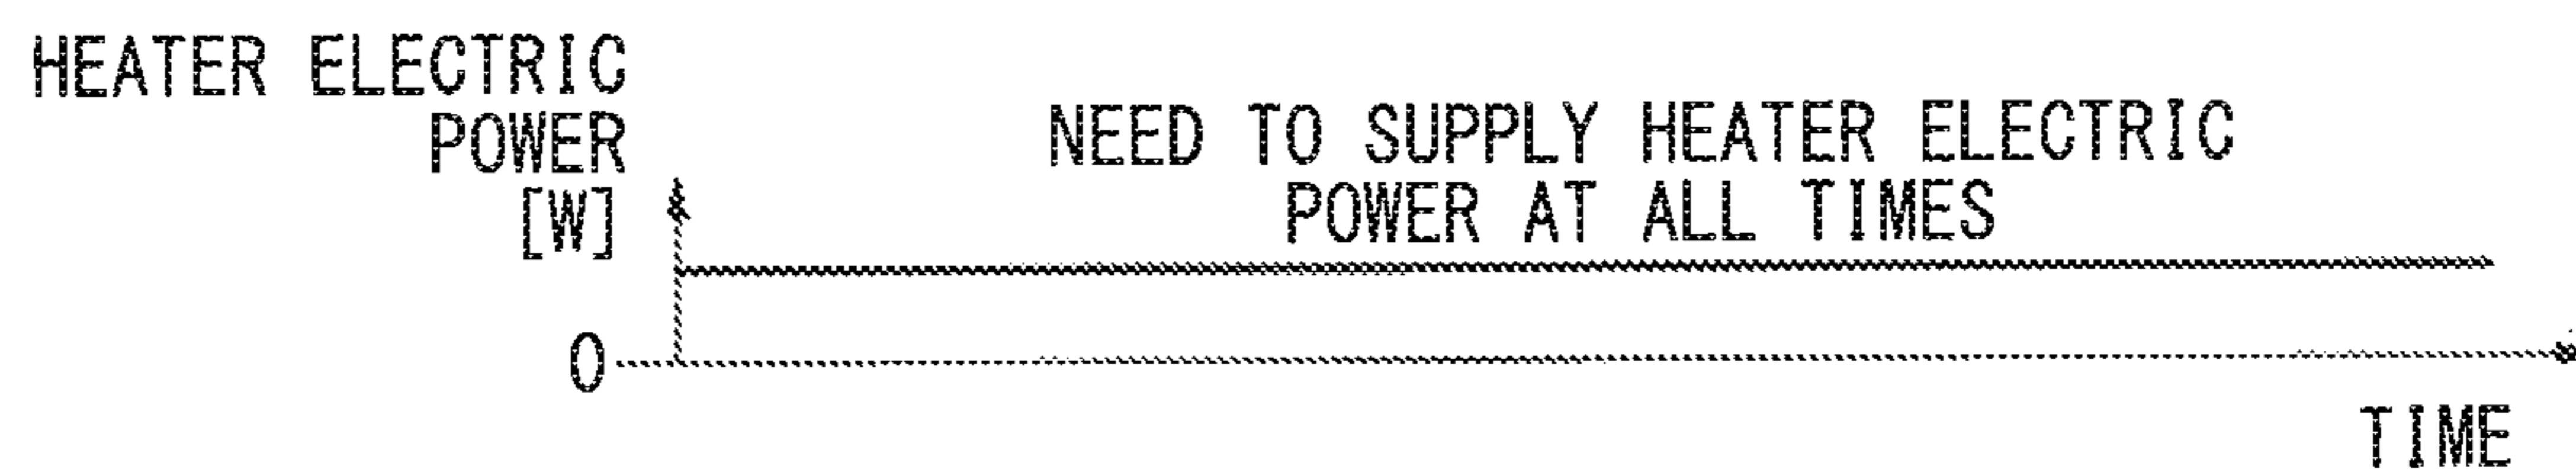 HEATER ELECTRIC
POWER
[W]
NEED TO SUPPLY HEATER ELECTRIC
POWER AT ALL TIMES
0
TIME